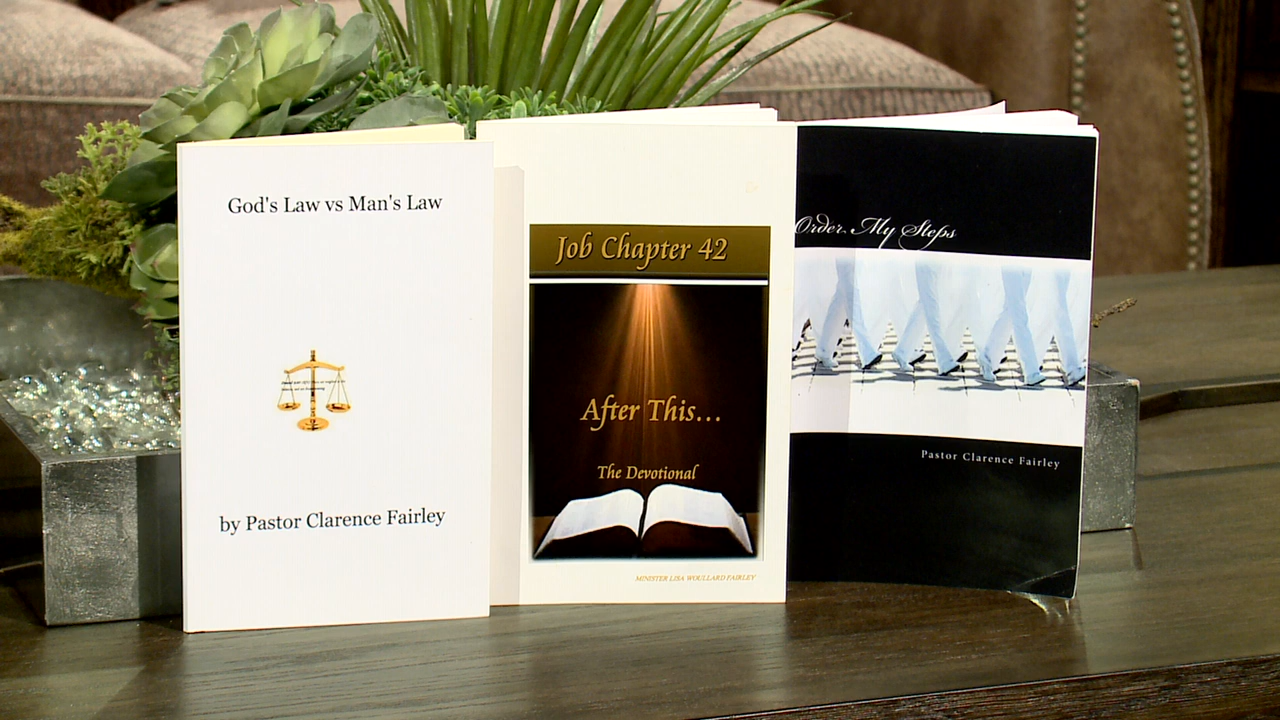 God's Law vs Man's Law
by Pastor Clarence Fairley
Job Chapter 42
After This...
The Devotional
MINISTER LISA WOULLARD FAIRLEY
Order My Steps
Pastor Clarence Fairley